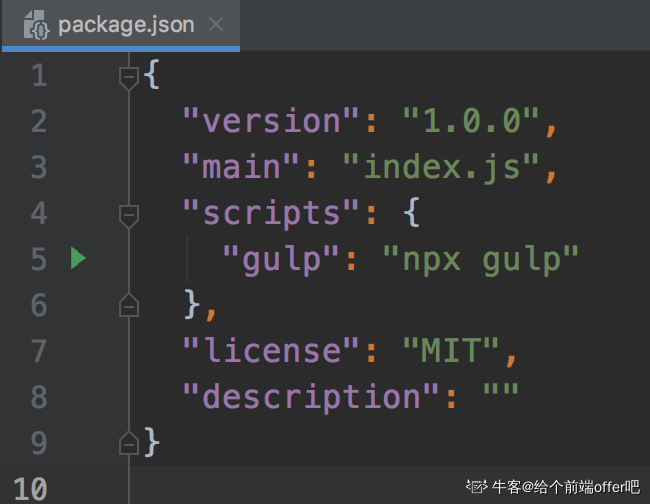 package.json
1 {
2 "version": "1.0.0",
3 "main": "index.js",
4 "scripts": {
5 "gulp": "npx gulp"
6 },
7 "license": "MIT",
8 "description": ""
9 }
10
牛客@给个前端offer吧